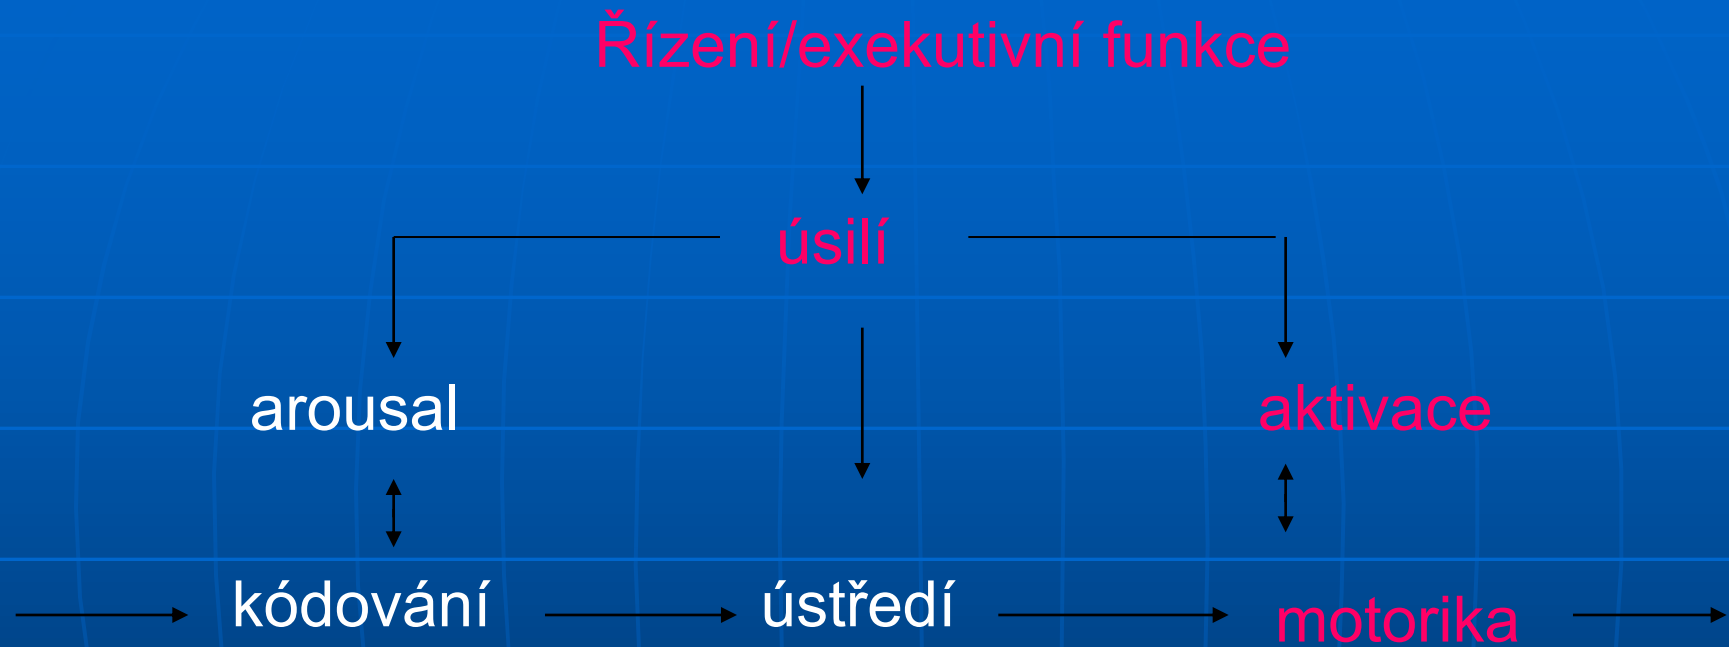 Řízení/exekutivní funkce
úsilí
arousal
aktivace
kódování
ústředí
motorika